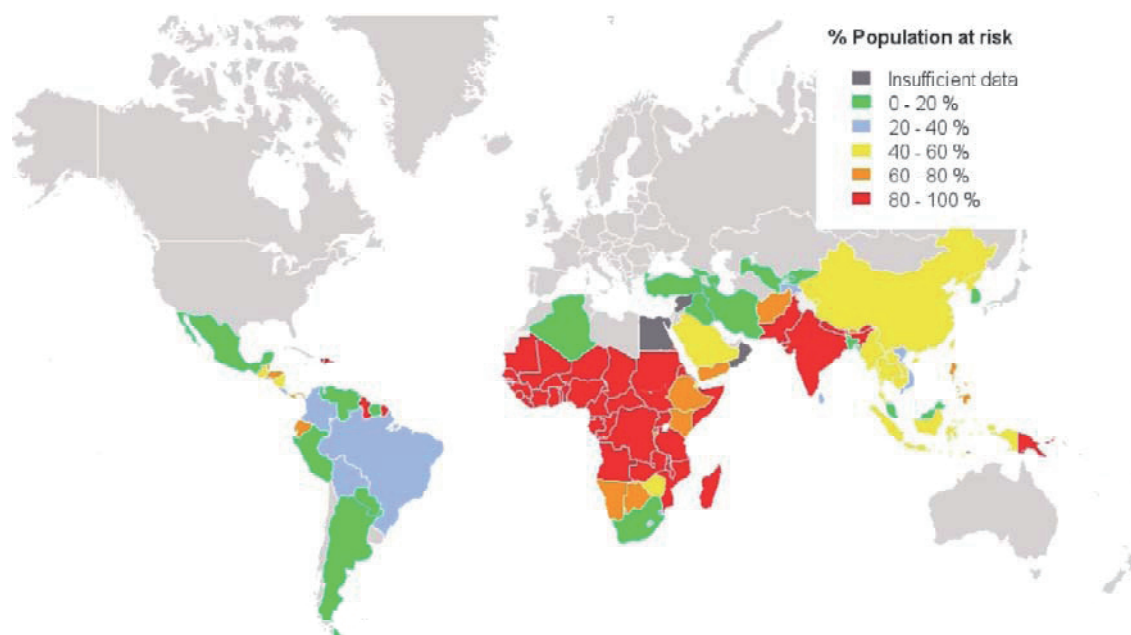 % Population at risk
Insufficient data
0 - 20 %
20 - 40 %
40 - 60 %
60 - 80 %
80 - 100 %